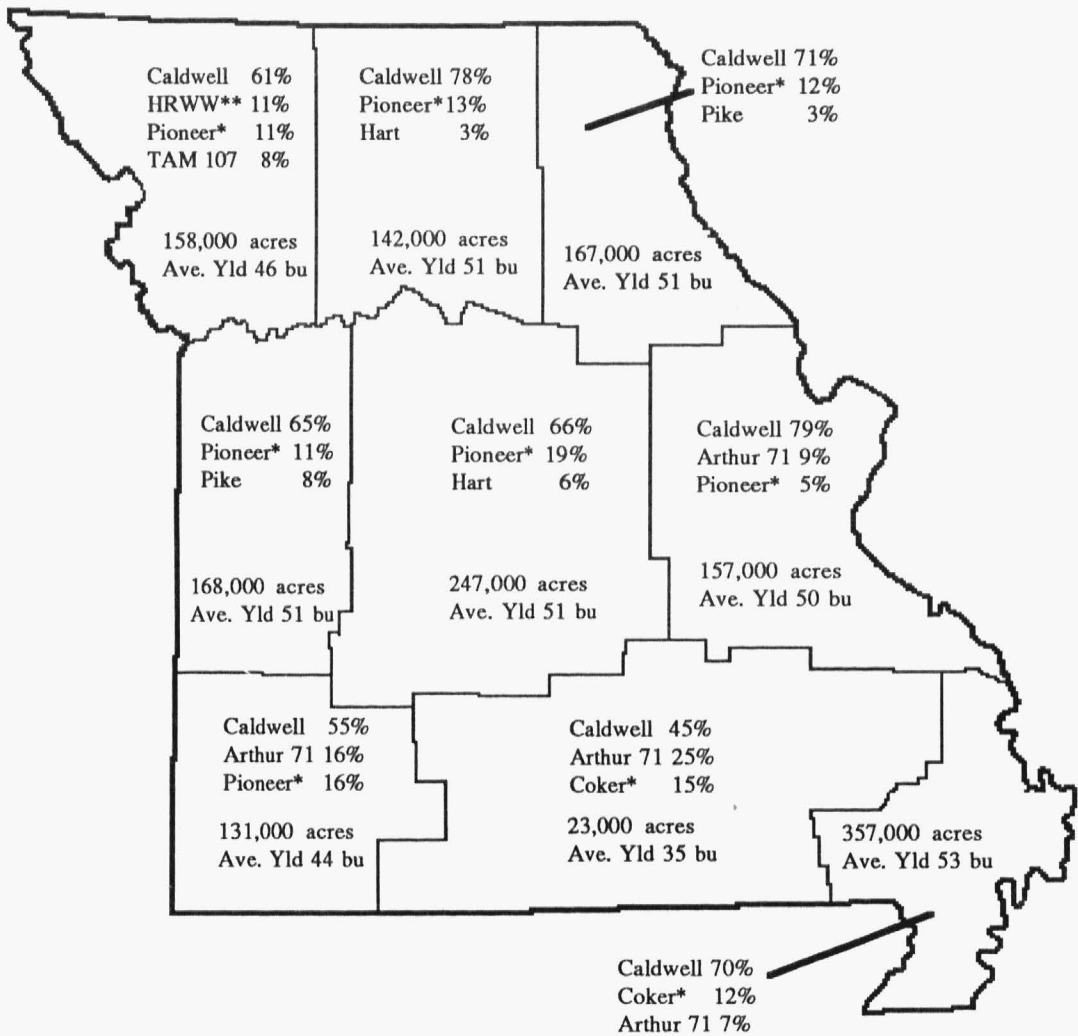 Caldwell 61%
HRWW** 11%
Pioneer* 11%
TAM 107 8%
158,000 acres
Ave. Yld 46 bu
Caldwell 78%
Pioneer* 13%
Hart 3%
142,000 acres
Ave. Yld 51 bu
Caldwell 71%
Pioneer* 12%
Pike 3%
167,000 acres
Ave. Yld 51 bu
Caldwell 65%
Pioneer* 11%
Pike 8%
168,000 acres
Ave. Yld 51 bu
Caldwell 66%
Pioneer* 19%
Hart 6%
247,000 acres
Ave. Yld 51 bu
Caldwell 79%
Arthur 71 9%
Pioneer* 5%
157,000 acres
Ave. Yld 50 bu
Caldwell 55%
Arthur 71 16%
Pioneer* 16%
131,000 acres
Ave. Yld 44 bu
Caldwell 45%
Arthur 71 25%
Coker* 15%
23,000 acres
Ave. Yld 35 bu
357,000 acres
Ave. Yld 53 bu
Caldwell 70%
Coker* 12%
Arthur 71 7%